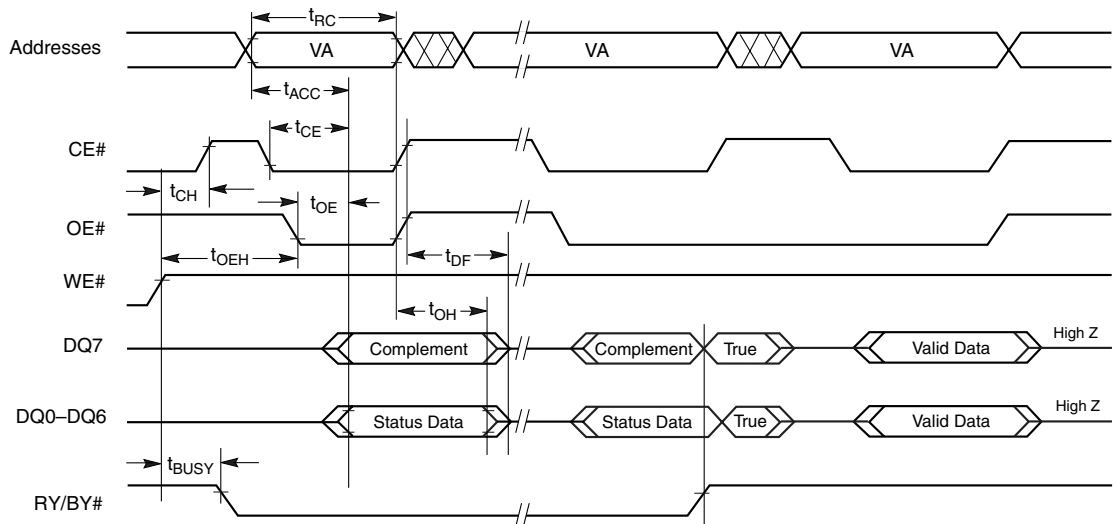 tRC
Addresses VA VA VA
tACC
tCE
CE#
tCH tOE
OE#
tOEH tDF
WE#
tOH
DQ7 Complement Complement True Valid Data High Z
DQ0–DQ6 Status Data Status Data True Valid Data High Z
tBUSY
RY/BY#